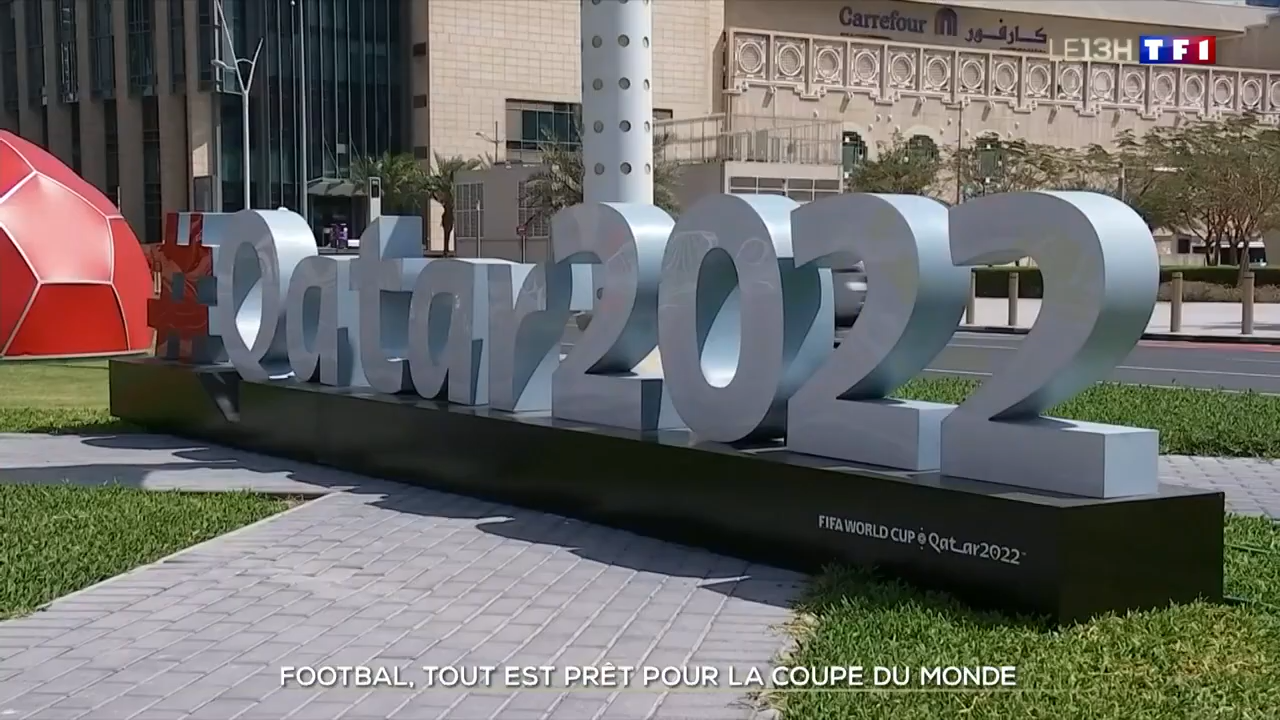 Carrefour كارفور
LE13H TF1
#Qatar2022
FIFA WORLD CUP Qatar2022
FOOTBAL, TOUT EST PRÊT POUR LA COUPE DU MONDE